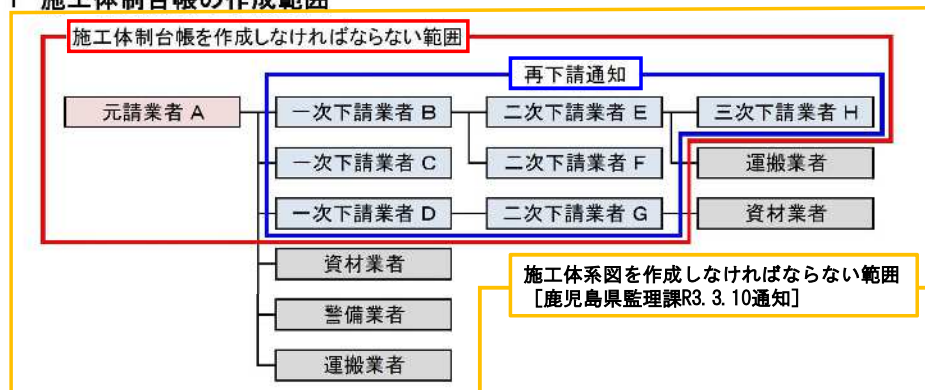 1 施工体制台帳の作成範囲
施工体制台帳を作成しなければならない範囲
再下請通知
元請業者 A
一次下請業者 B
二次下請業者 E
三次下請業者 H
一次下請業者 C
二次下請業者 F
運搬業者
一次下請業者 D
二次下請業者 G
資材業者
資材業者
警備業者
運搬業者
施工体系図を作成しなければならない範囲
[鹿児島県監理課R3.3.10通知]